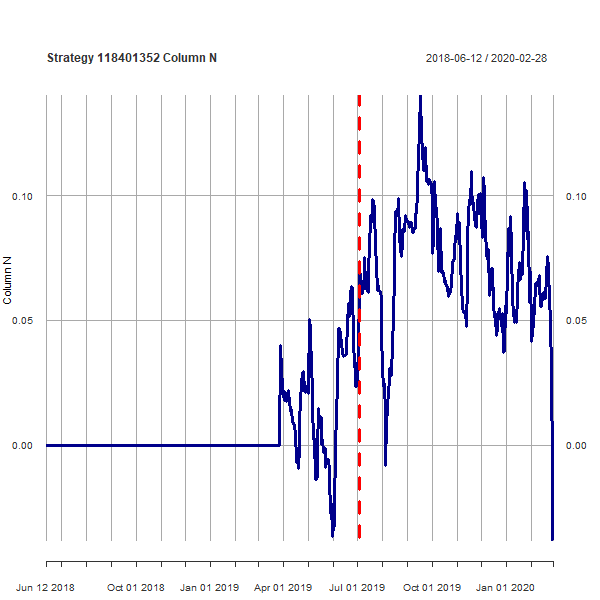 Strategy 118401352 Column N
2018-06-12 / 2020-02-28
0.10
0.10
0.05
0.05
0.00
0.00
Column N
Jun 12 2018
Oct 01 2018
Jan 01 2019
Apr 01 2019
Jul 01 2019
Oct 01 2019
Jan 01 2020